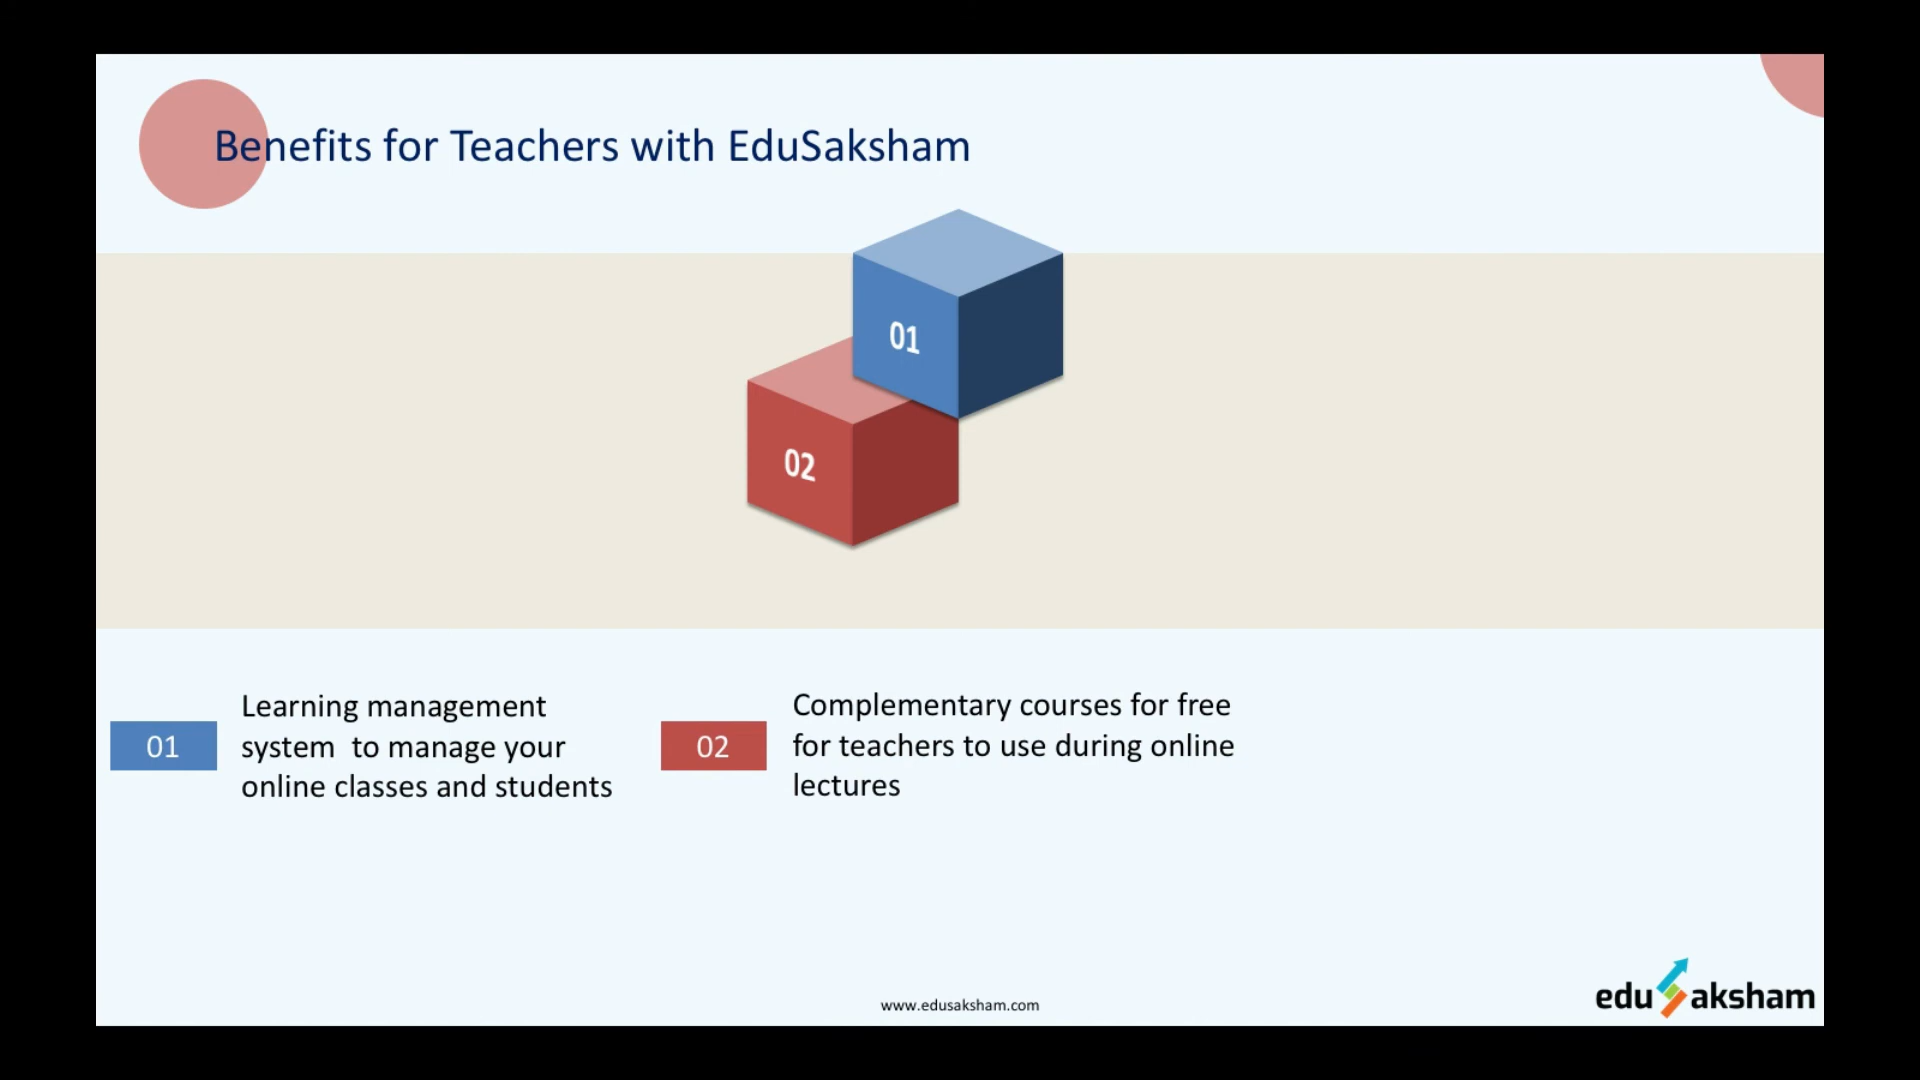 Benefits for Teachers with EduSaksham
01
02
01
Learning management
system  to manage your
online classes and students
02
Complementary courses for free
for teachers to use during online
lectures
www.edusaksham.com
edu aksham